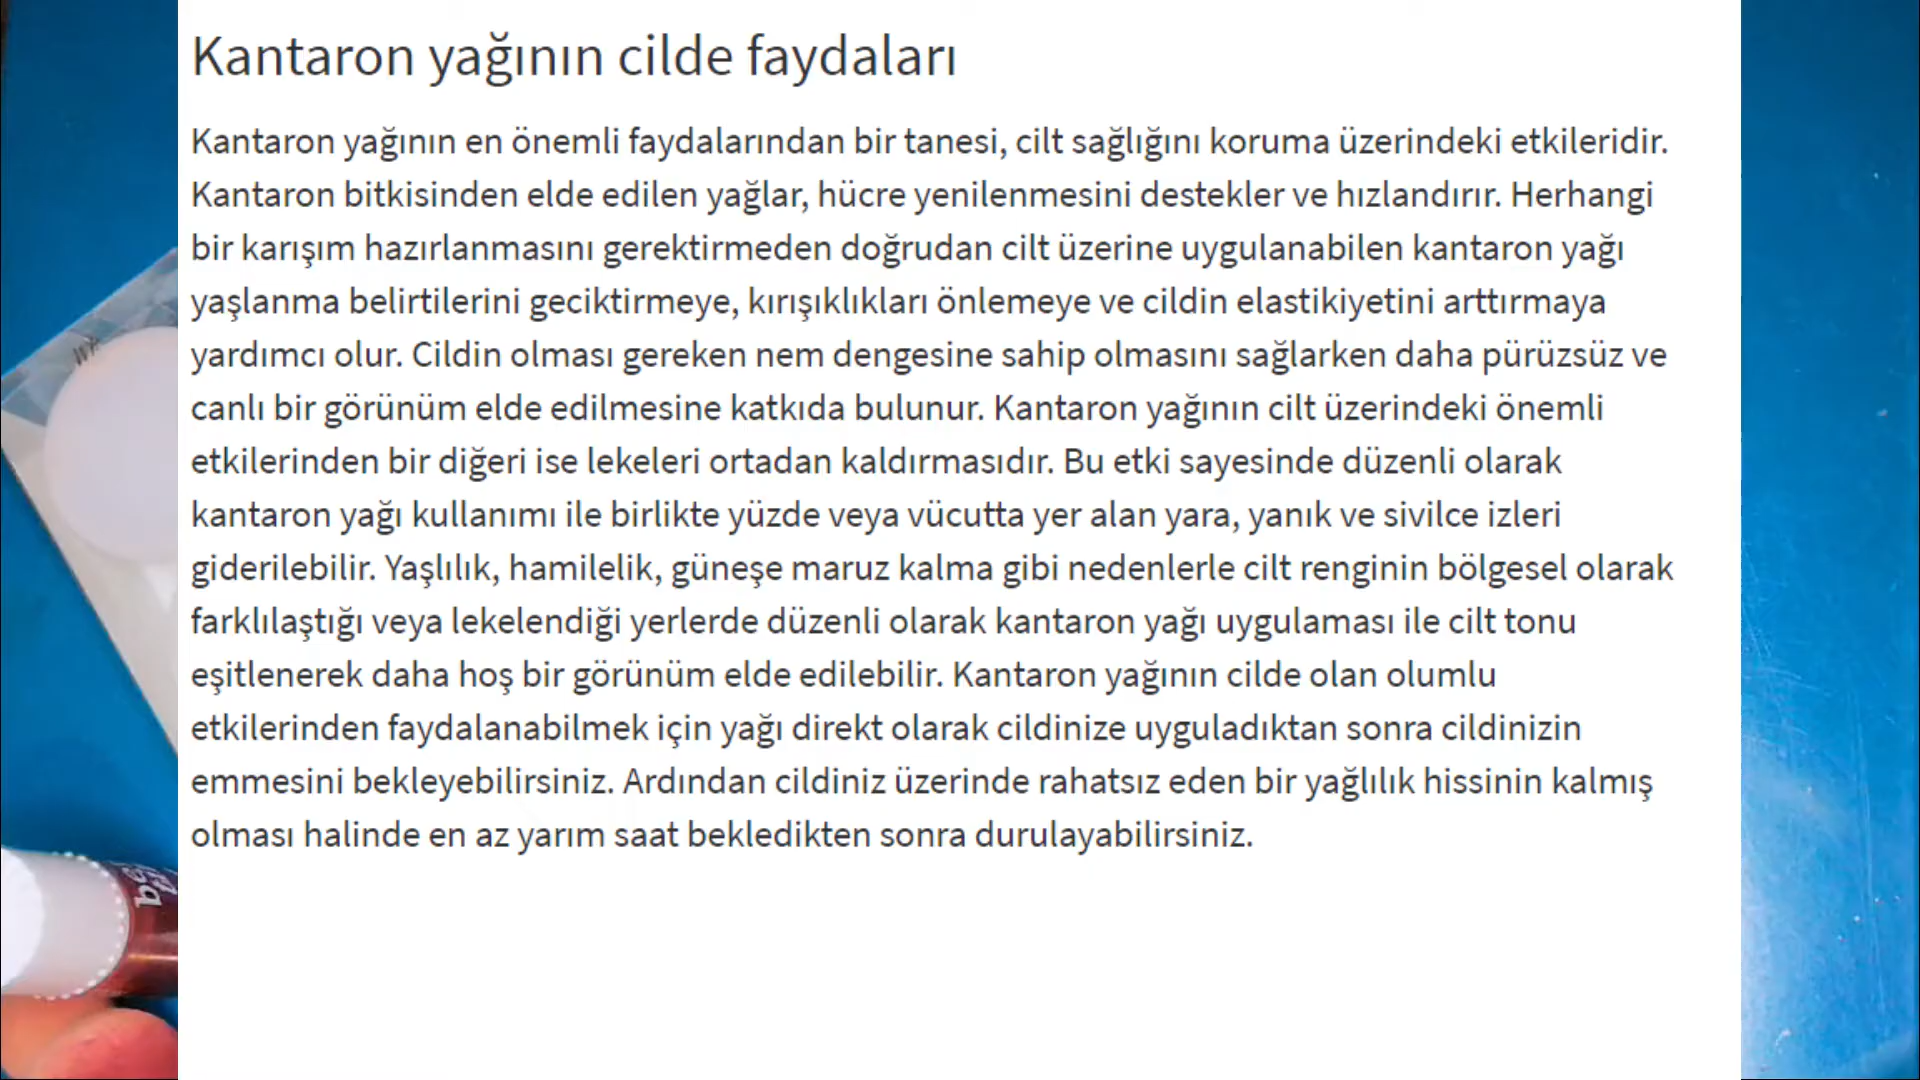 Kantaron yağının cilde faydaları
Kantaron yağının en önemli faydalarından bir tanesi, cilt sağlığını koruma üzerindeki etkileridir.
Kantaron bitkisinden elde edilen yağlar, hücre yenilenmesini destekler ve hızlandırır. Herhangi
bir karışım hazırlanmasını gerektirmeden doğrudan cilt üzerine uygulanabilen kantaron yağı
yaşlanma belirtilerini geciktirmeye, kırışıklıkları önlemeye ve cildin elastikiyetini arttırmaya
yardımcı olur. Cildin olması gereken nem dengesine sahip olmasını sağlarken daha pürüzsüz ve
canlı bir görünüm elde edilmesine katkıda bulunur. Kantaron yağının cilt üzerindeki önemli
etkilerinden bir diğeri ise lekeleri ortadan kaldırmasıdır. Bu etki sayesinde düzenli olarak
kantaron yağı kullanımı ile birlikte yüzde veya vücutta yer alan yara, yanık ve sivilce izleri
giderilebilir. Yaşlılık, hamilelik, güneşe maruz kalma gibi nedenlerle cilt renginin bölgesel olarak
farklılaştığı veya lekelendiği yerlerde düzenli olarak kantaron yağı uygulaması ile cilt tonu
eşitlenerek daha hoş bir görünüm elde edilebilir. Kantaron yağının cilde olan olumlu
etkilerinden faydalanabilmek için yağı direkt olarak cildinize uyguladıktan sonra cildinizin
emmesini bekleyebilirsiniz. Ardından cildiniz üzerinde rahatsız eden bir yağlılık hissinin kalmış
olması halinde en az yarım saat bekledikten sonra durulayabilirsiniz.